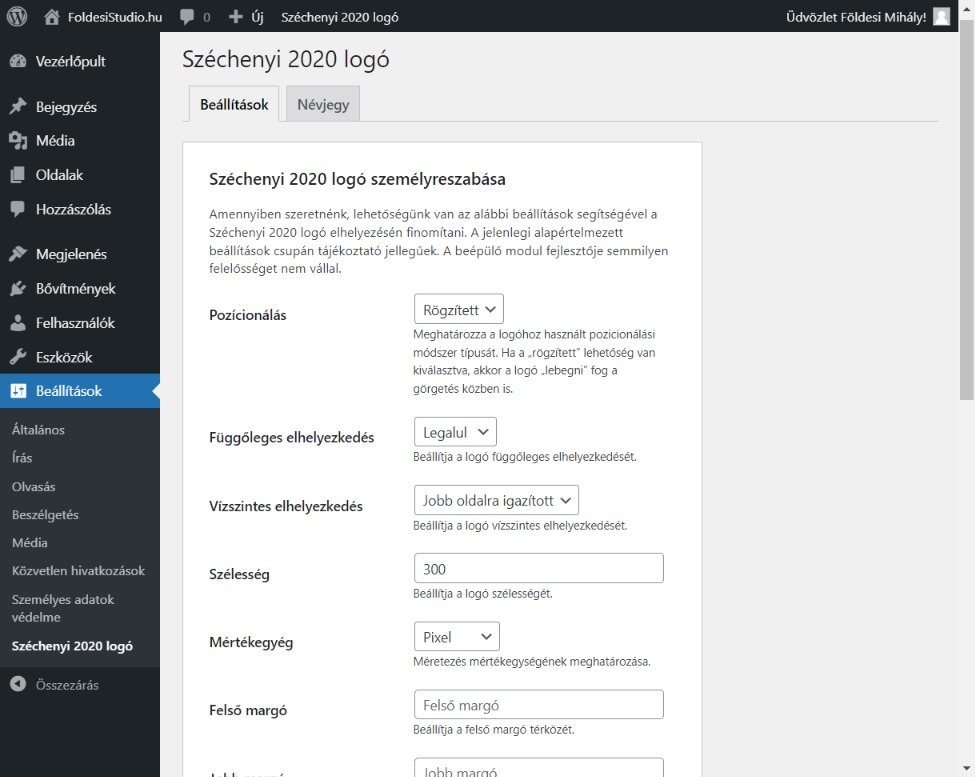 FoldesiStudio.hu 0 Új Széchenyi 2020 logó Üdvözlet Földesi Mihály!
Vezérlőpult
Bejegyzés
Média
Oldalak
Hozzászólás
Megjelenés
Bővítmények
Felhasználók
Eszközök
Beállítások
Általános
Írás
Olvasás
Beszélgetés
Média
Közvetlen hivatkozások
Személyes adatok
védelme
Széchenyi 2020 logó
Összezárás
Széchenyi 2020 logó
Beállítások Névjegy
Széchenyi 2020 logó személyreszabása
Amennyiben szeretnénk, lehetőségünk van az alábbi beállítások segítségével a
Széchenyi 2020 logó elhelyezésén finomítani. A jelenlegi alapértelmezett
beállítások csupán tájékoztató jellegűek. A beépülő modul fejlesztője semmilyen
felelősséget nem vállal.
Pozícionálás Rögzített
Meghatározza a logóhoz használt pozicionálási
módszer típusát. Ha a „rögzített” lehetőség van
kiválasztva, akkor a logó „lebegni” fog a
görgetés közben is.
Függőleges elhelyezkedés Legalul
Beállítja a logó függőleges elhelyezkedését.
Vízszintes elhelyezkedés Jobb oldalra igazított
Beállítja a logó vízszintes elhelyezkedését.
Szélesség 300
Beállítja a logó szélességét.
Mértékegyég Pixel
Méretezés mértékegységének meghatározása.
Felső margó Felső margó
Beállítja a felső margó térközét.
Jobb margó Jobb margó